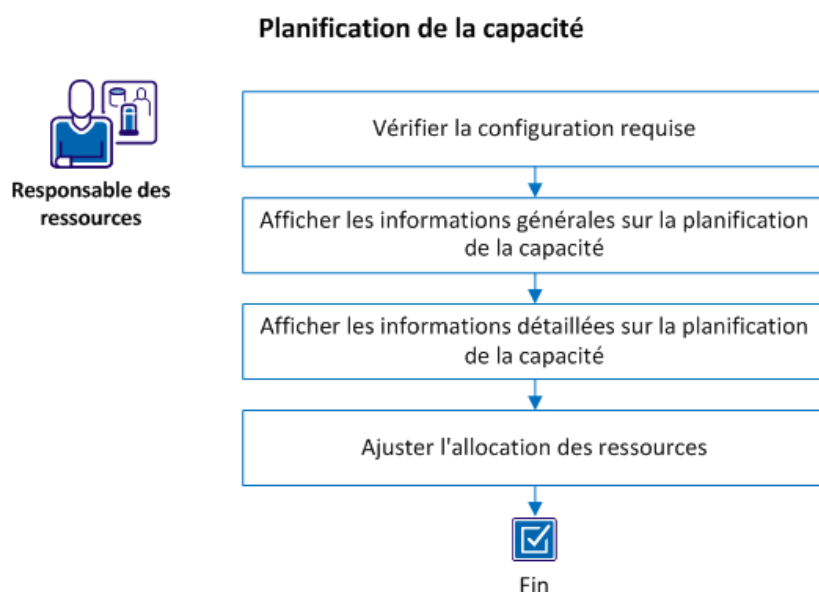 Planification de la capacité
Responsable des
ressources
Vérifier la configuration requise
Afficher les informations générales sur la planification
de la capacité
Afficher les informations détaillées sur la planification
de la capacité
Ajuster l'allocation des ressources
Fin